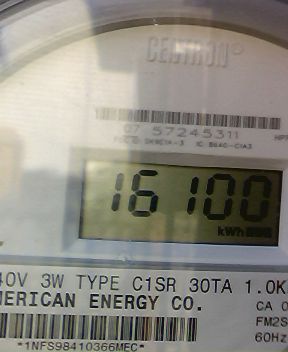 CENTRON®
07 57245311
16100
kWh
40V 3W TYPE C1SR 30TA 1.0K
MERICAN ENERGY CO.
CA 0
FM2S
60Hz
*1NFS98410366MEC*